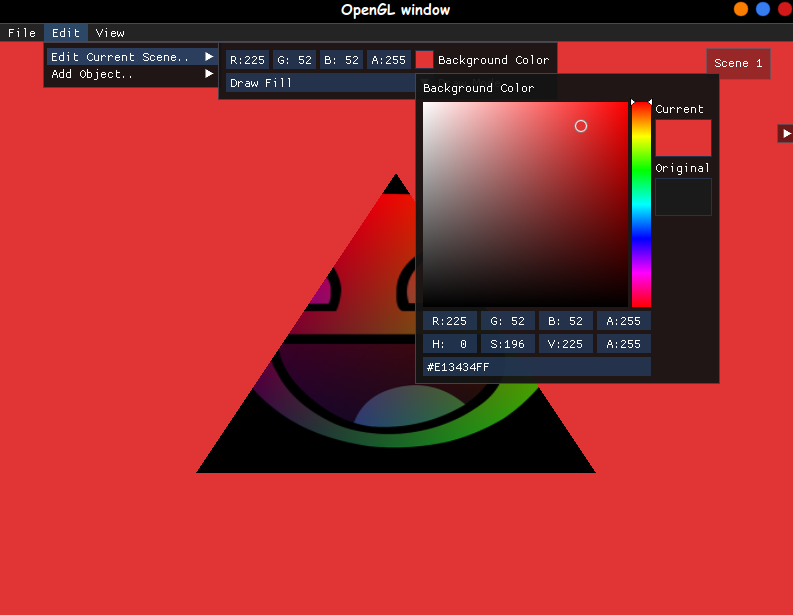 OpenGL window
File Edit View
Edit Current Scene..
Add Object..
R:225 G: 52 B: 52 A:255 Background Color
Draw Fill
Scene 1
Background Color
Current
Original
R:225 G: 52 B: 52 A:255
H: 0 S:196 V:225 A:255
#E13434FF